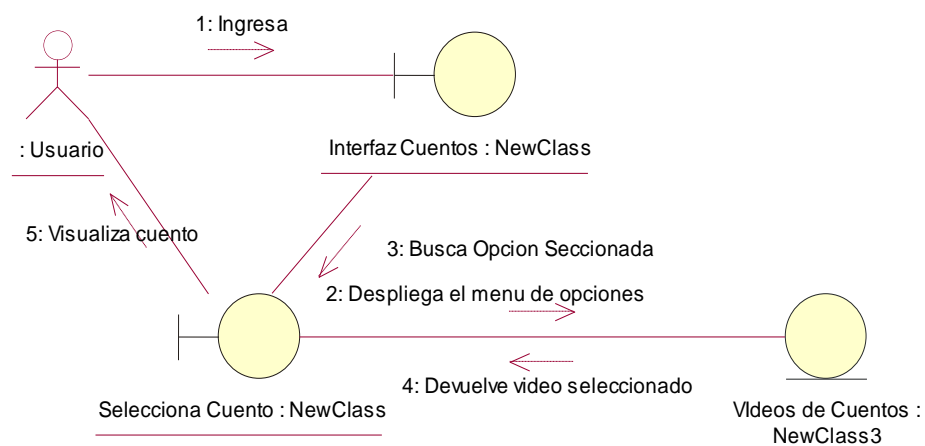 1: Ingresa
: Usuario
Interfaz Cuentos : NewClass
5: Visualiza cuento
3: Busca Opcion Seccionada
2: Despliega el menu de opciones
4: Devuelve video seleccionado
Selecciona Cuento : NewClass
VIdeos de Cuentos :
NewClass3